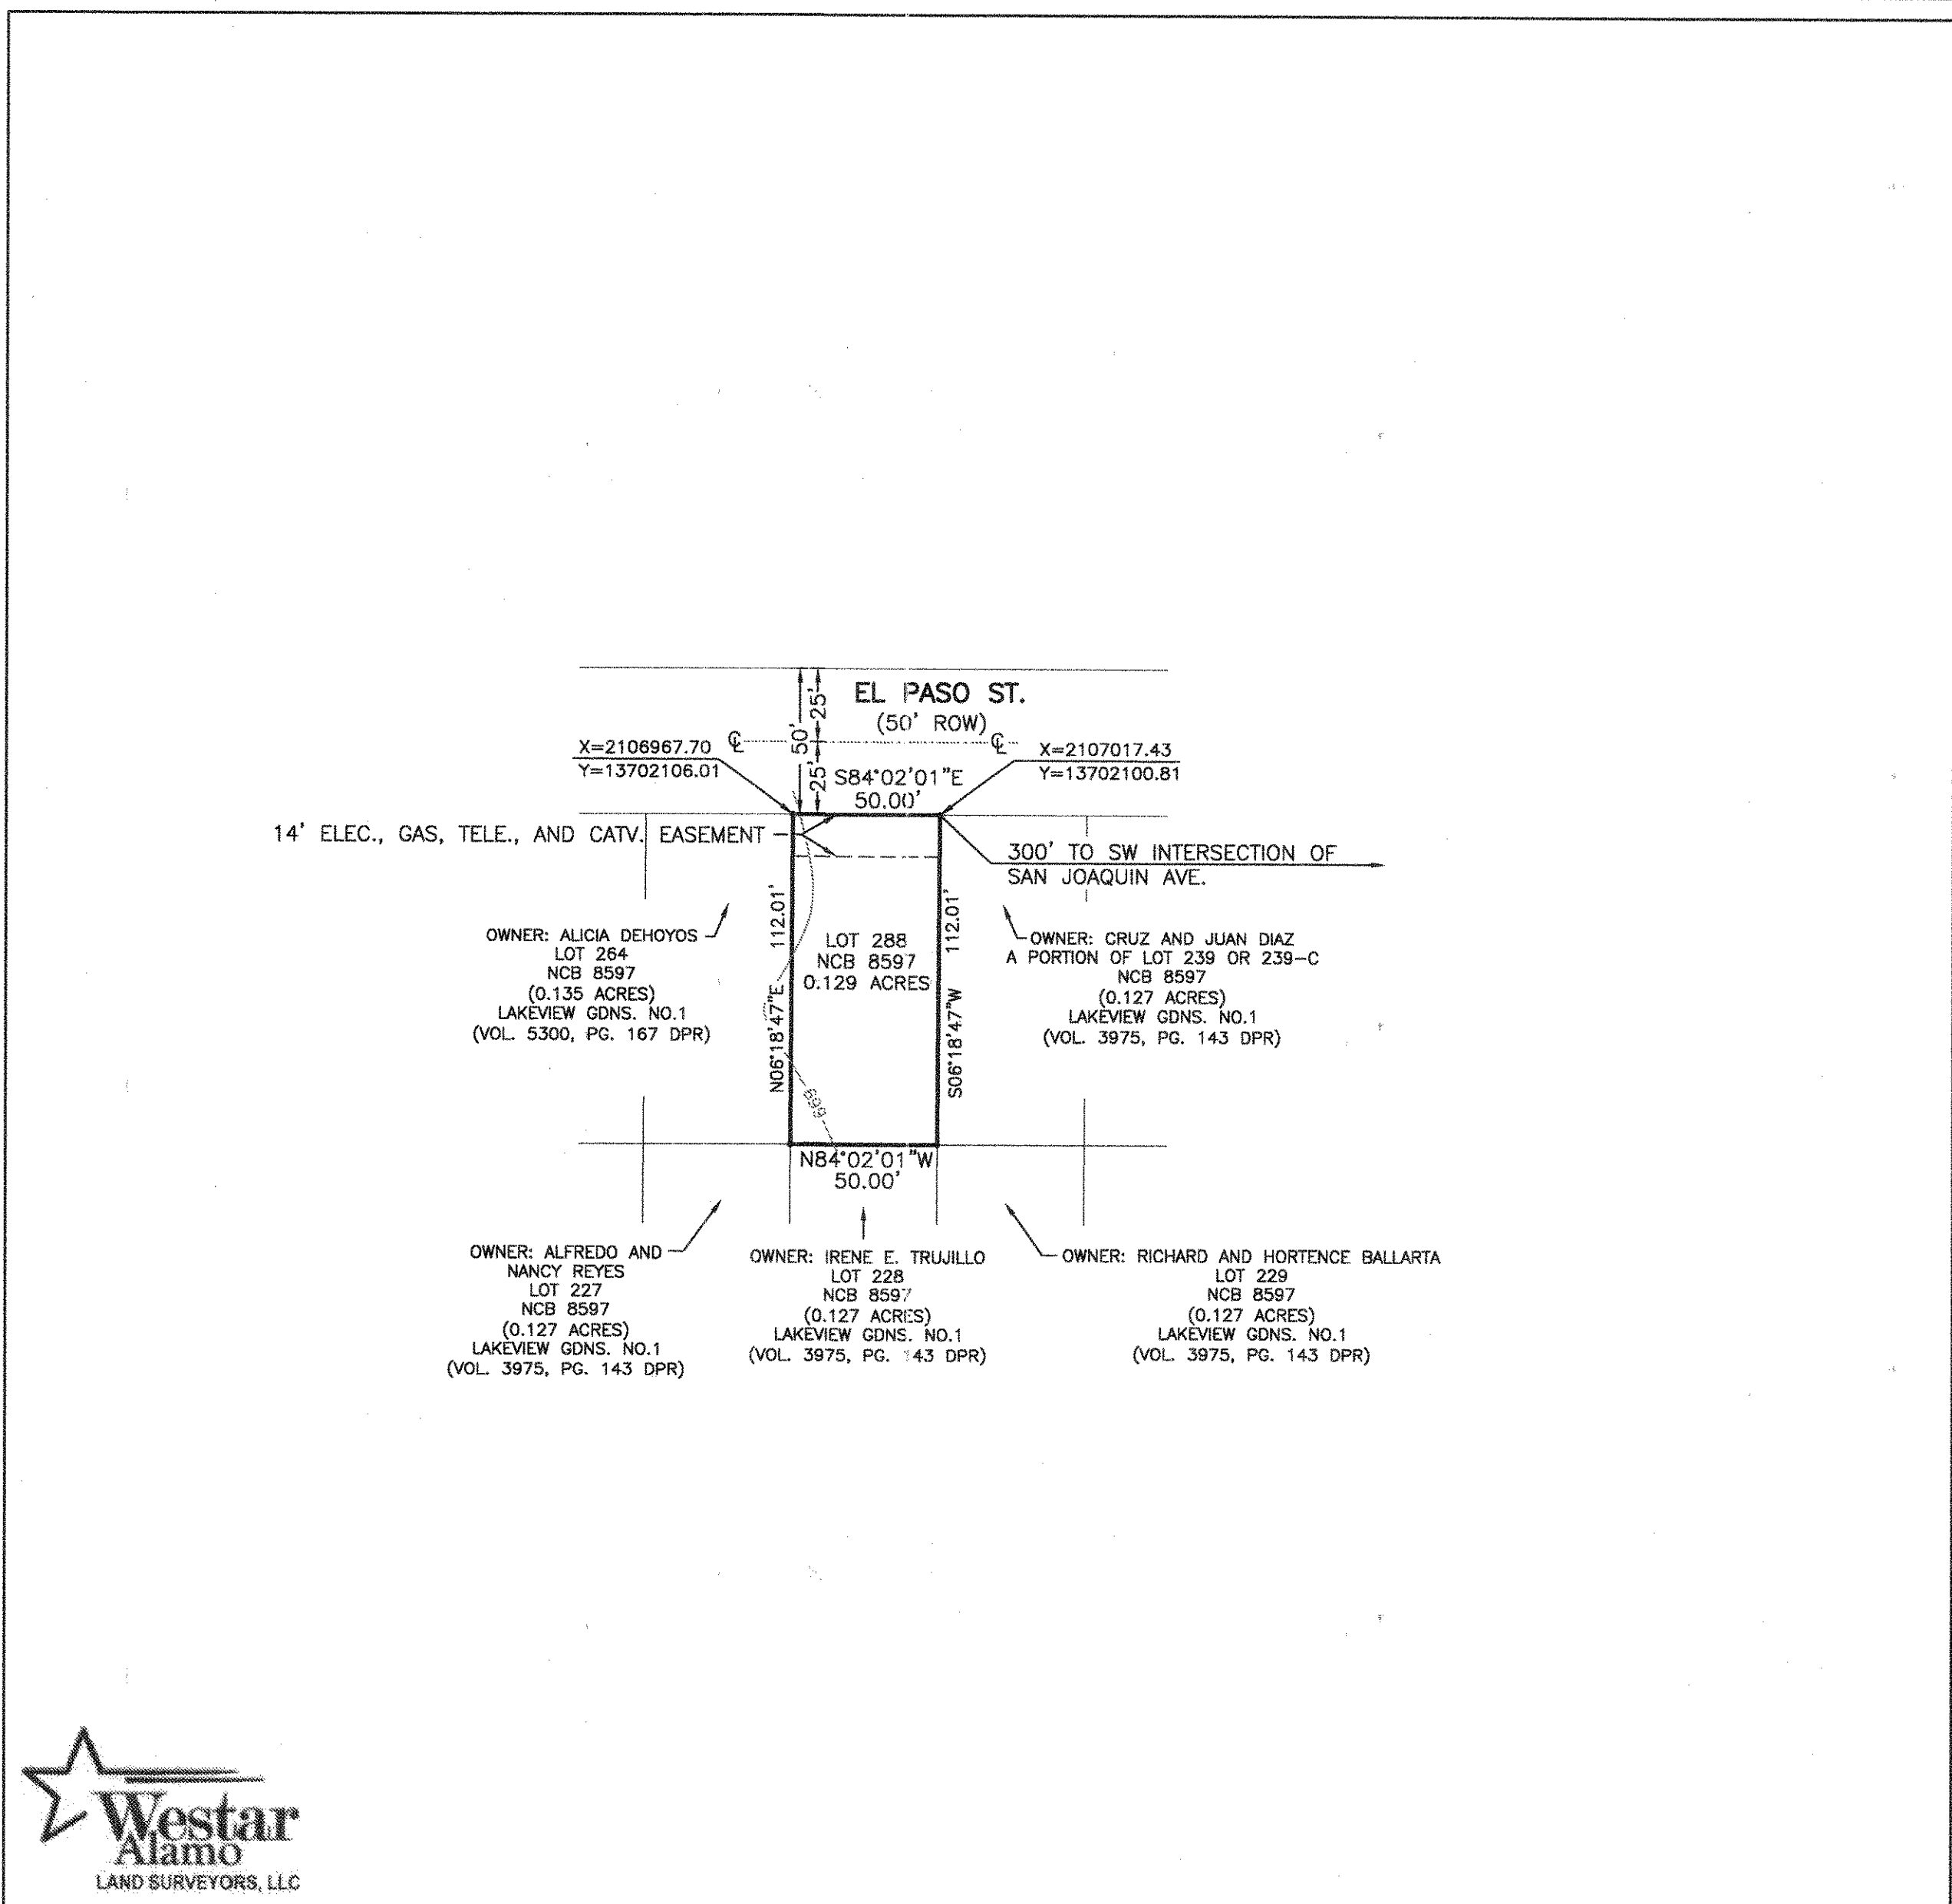 EL PASO ST.
(50' ROW)
25'
50'
25'
X=2106967.70
Y=13702106.01
X=2107017.43
Y=13702100.81
S84°02'01"E
50.00'
14' ELEC., GAS, TELE., AND CATV. EASEMENT
300' TO SW INTERSECTION OF
SAN JOAQUIN AVE.
N06°18'47"E 112.01'
S06°18'47"W 112.01'
LOT 288
NCB 8597
0.129 ACRES
OWNER: ALICIA DEHOYOS
LOT 264
NCB 8597
(0.135 ACRES)
LAKEVIEW GDNS. NO.1
(VOL. 5300, PG. 167 DPR)
OWNER: CRUZ AND JUAN DIAZ
A PORTION OF LOT 239 OR 239-C
NCB 8597
(0.127 ACRES)
LAKEVIEW GDNS. NO.1
(VOL. 3975, PG. 143 DPR)
N84°02'01"W
50.00'
OWNER: ALFREDO AND
NANCY REYES
LOT 227
NCB 8597
(0.127 ACRES)
LAKEVIEW GDNS. NO.1
(VOL. 3975, PG. 143 DPR)
OWNER: IRENE E. TRUJILLO
LOT 228
NCB 8597
(0.127 ACRES)
LAKEVIEW GDNS. NO.1
(VOL. 3975, PG. 143 DPR)
OWNER: RICHARD AND HORTENCE BALLARTA
LOT 229
NCB 8597
(0.127 ACRES)
LAKEVIEW GDNS. NO.1
(VOL. 3975, PG. 143 DPR)
Westar
Alamo
LAND SURVEYORS, LLC